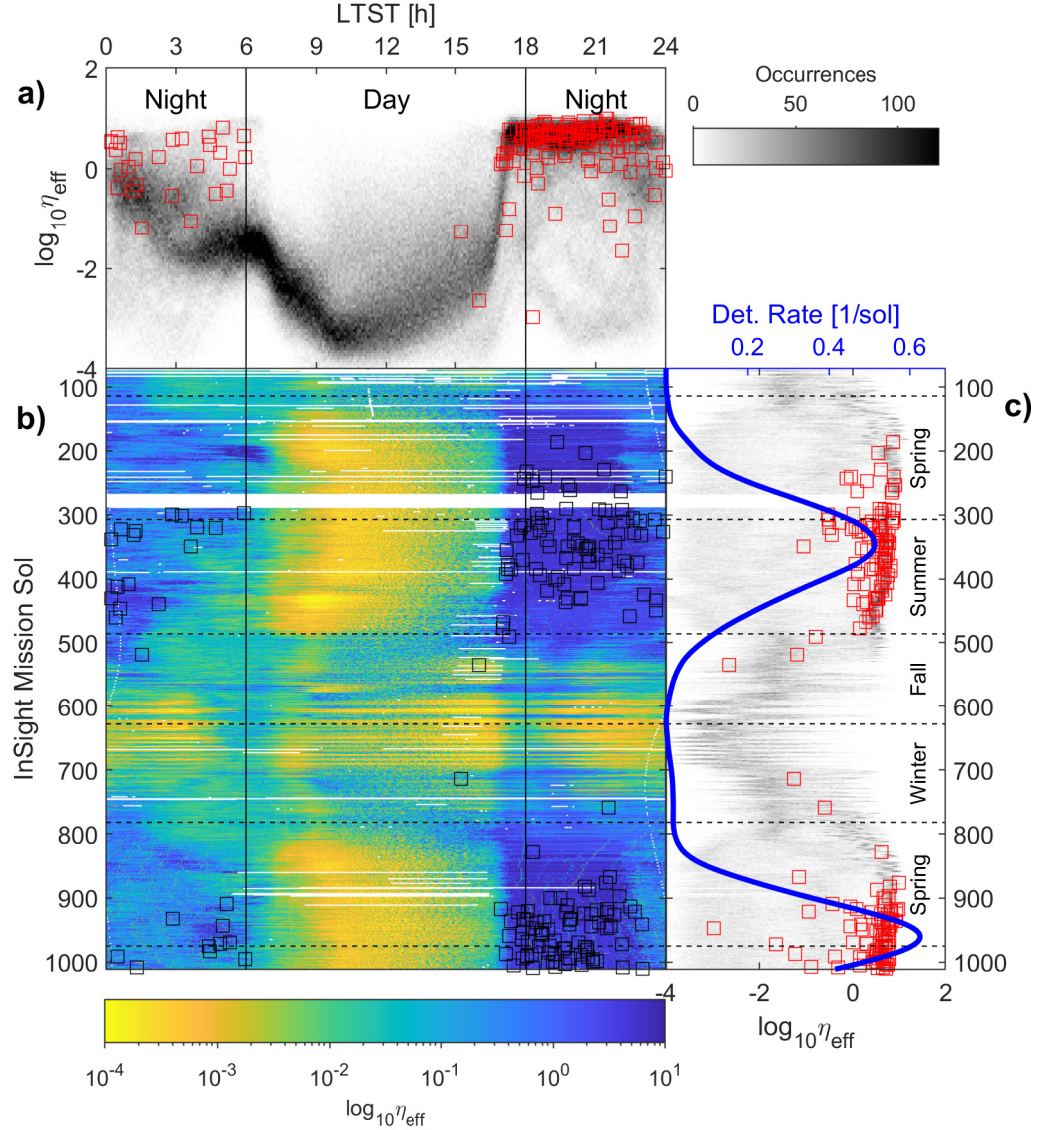 LTST [h]
0 3 6 9 12 15 18 21 24
a)
2
0
-2
-4
log10ηeff
Night Day Night
Occurrences
0 50 100
Det. Rate [1/sol]
0.2 0.4 0.6
b)
100
200
300
400
500
600
700
800
900
1000
InSight Mission Sol
c)
100
200
300
400
500
600
700
800
900
1000
Spring
Summer
Fall
Winter
Spring
-4 -2 0 2
log10ηeff
10-4 10-3 10-2 10-1 100 101
log10ηeff